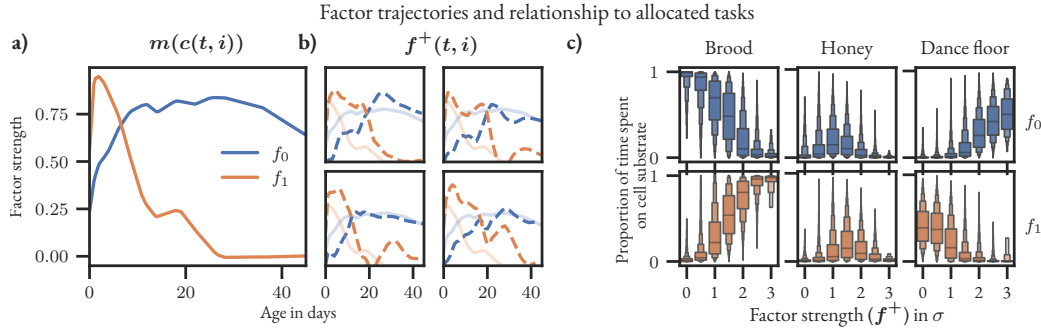 Factor trajectories and relationship to allocated tasks
a)
m(c(t, i))
b)
f⁺(t, i)
c)
Brood
Honey
Dance floor
Factor strength
0.75
0.50
0.25
0.00
f₀
f₁
0
20
40
0
20
40
0
20
40
Age in days
Proportion of time spent
on cell substrate
1
0
1
0
f₀
f₁
0 1 2 3
0 1 2 3
0 1 2 3
Factor strength (f⁺) in σ